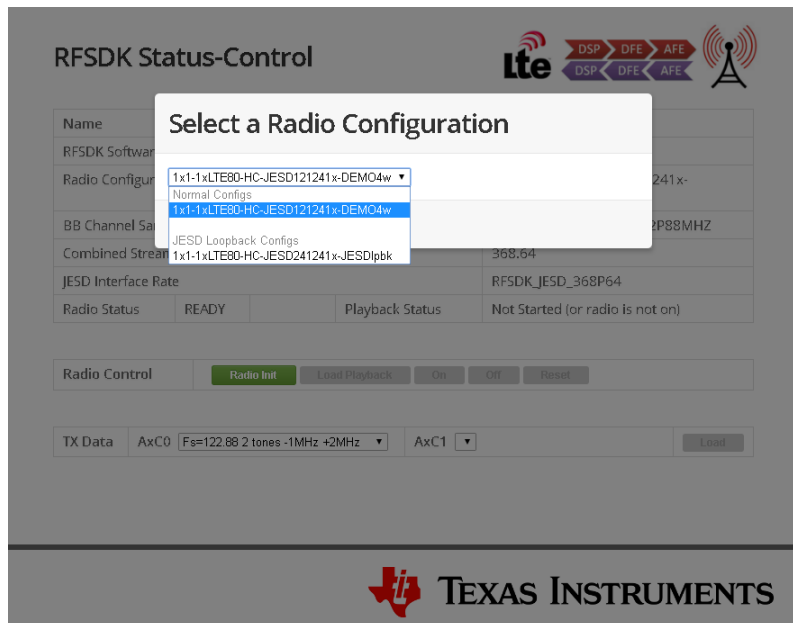 RFSDK Status-Control
Lte
DSP DFE AFE
DSP DFE AFE
Select a Radio Configuration
Name
RFSDK Softwar
1x1-1xLTE80-HC-JESD121241x-DEMO4w
Radio Configur
241x-
Normal Configs
1x1-1xLTE80-HC-JESD121241x-DEMO4w
BB Channel Sa
2P88MHZ
JESD Loopback Configs
1x1-1xLTE80-HC-JESD241241x-JESDlpbk
Combined Strea
368.64
JESD Interface Rate
RFSDK_JESD_368P64
Radio Status READY Playback Status Not Started (or radio is not on)
Radio Control Radio Init Load Playback On Off Reset
TX Data AxC0 Fs=122.88 2 tones -1MHz +2MHz AxC1 Load
TEXAS INSTRUMENTS